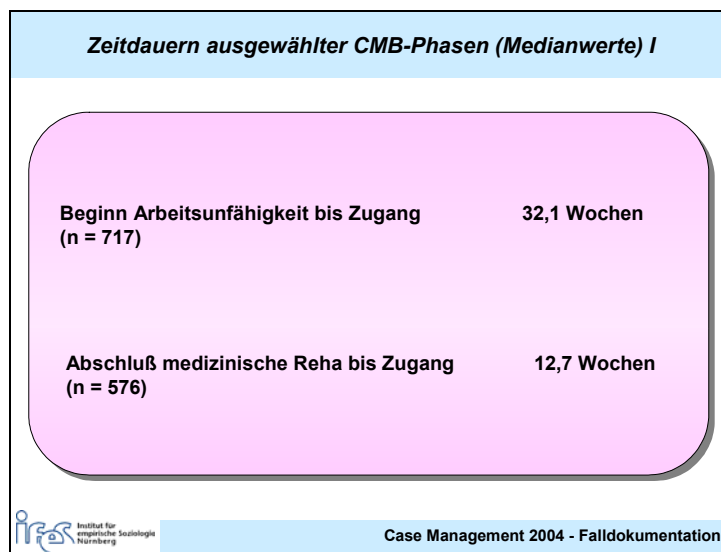 Zeitdauern ausgewählter CMB-Phasen (Medianwerte) I
Beginn Arbeitsunfähigkeit bis Zugang 32,1 Wochen
(n = 717)
Abschluß medizinische Reha bis Zugang 12,7 Wochen
(n = 576)
ifes
Institut für
empirische Soziologie
Nürnberg
Case Management 2004 - Falldokumentation